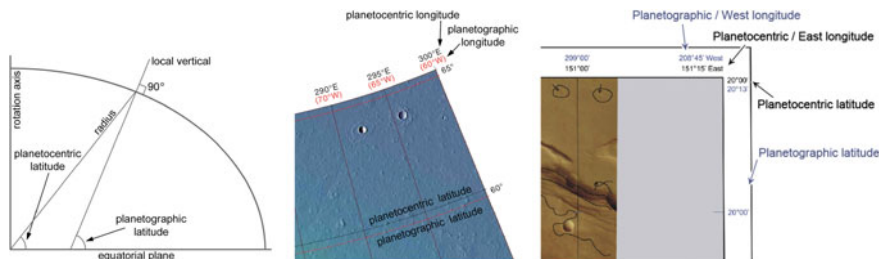 rotation axis
local vertical
90°
radius
planetocentric
latitude
planetographic
latitude
equatorial plane
planetocentric longitude
planetographic
longitude
300°E
(60°W)
295°E
(65°W)
290°E
(70°W)
65°
60°
planetocentric latitude
planetographic latitude
Planetographic / West longitude
Planetocentric / East longitude
209°00'
151°00'
208°45' West
151°15' East
20°00'
20°13'
Planetocentric latitude
Planetographic latitude
20°00'